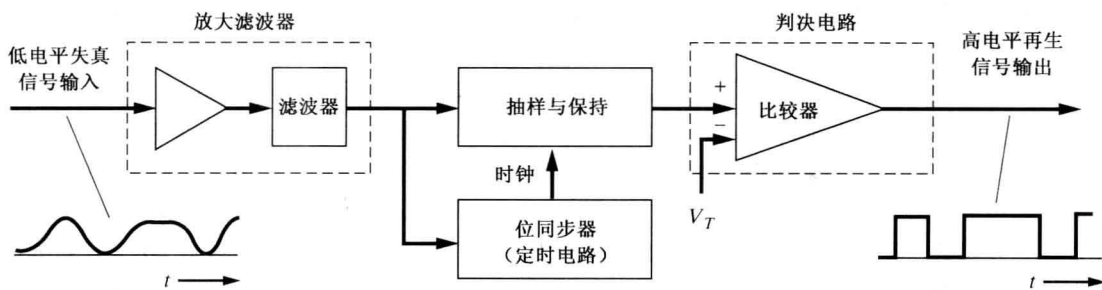 放大滤波器
判决电路
低电平失真
信号输入
高电平再生
信号输出
滤波器
抽样与保持
+
−
比较器
时钟
V_T
位同步器
（定时电路）
t
t